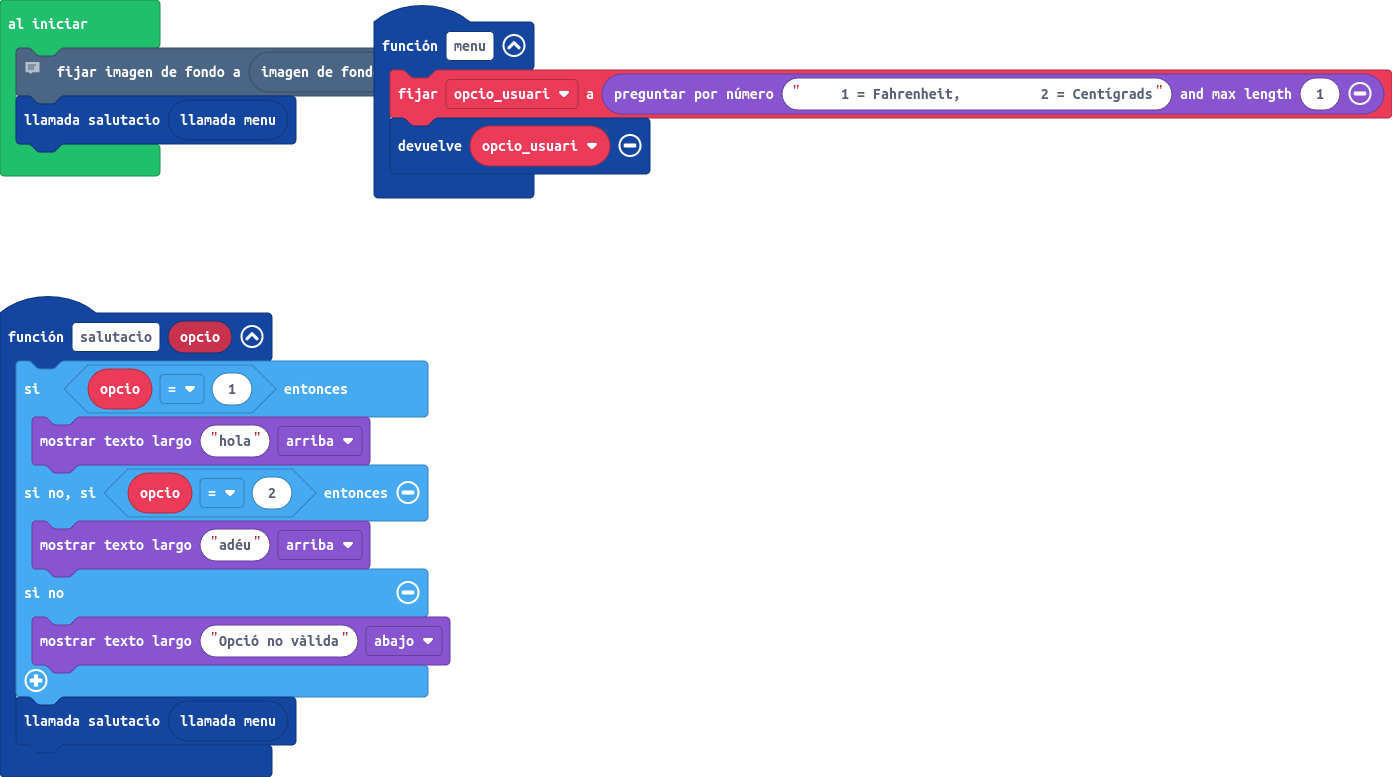 al iniciar
fijar imagen de fondo a imagen de fond
llamada salutacio llamada menu
función menu
fijar opcio_usuari a preguntar por número " 1 = Fahrenheit, 2 = Centígrads" and max length 1
devuelve opcio_usuari
función salutacio opcio
si opcio = 1 entonces
mostrar texto largo "hola" arriba
si no, si opcio = 2 entonces
mostrar texto largo "adéu" arriba
si no
mostrar texto largo "Opció no vàlida" abajo
llamada salutacio llamada menu